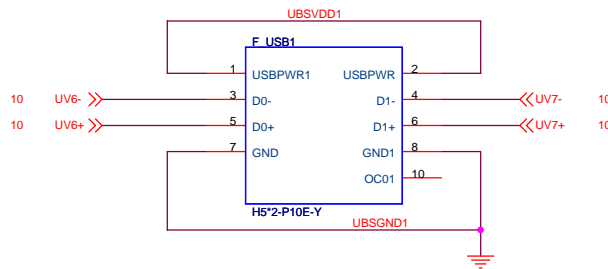 UBSVDD1
F_USB1
1 USBPWR1 USBPWR 2
10 UV6- 3 D0- D1- 4 UV7- 10
10 UV6+ 5 D0+ D1+ 6 UV7+ 10
7 GND GND1 8
OC01 10
H5*2-P10E-Y
UBSGND1